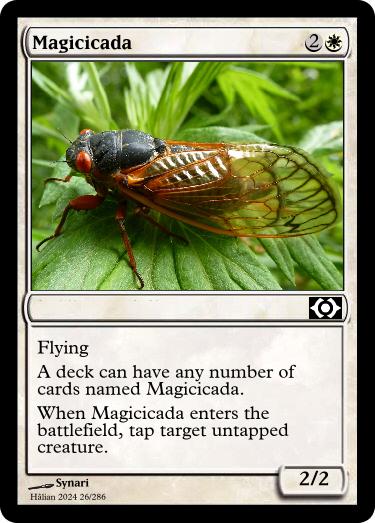 Magicicada 2
Flying
A deck can have any number of
cards named Magicicada.
When Magicicada enters the
battlefield, tap target untapped
creature.
2/2
Synari
Hålian 2024 26/286